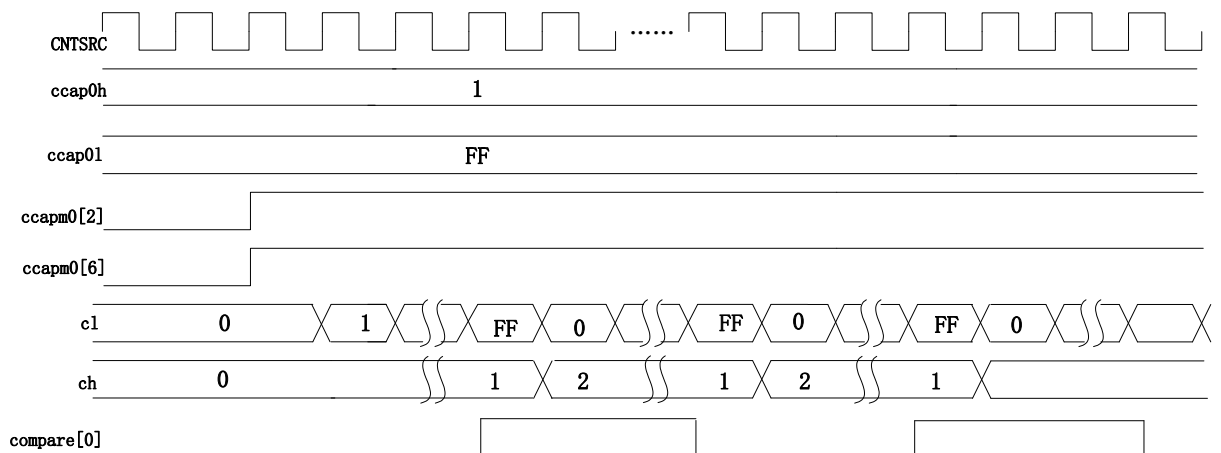 CNTSRC ......
ccap0h 1
ccap0l FF
ccapm0[2]
ccapm0[6]
cl 0 1 FF 0 FF 0 FF 0
ch 0 1 2 1 2 1
compare[0]